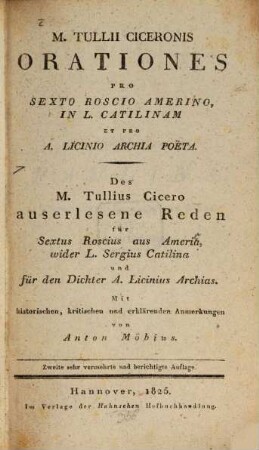 M. TULLII CICERONIS
ORATIONES
PRO
SEXTO ROSCIO AMERINO,
IN L. CATILINAM
ET PRO
A. LICINIO ARCHIA POËTA.
Des
M. Tullius Cicero
auserlesene Reden
für
Sextus Roscius aus Ameria,
wider L. Sergius Catilina
und
für den Dichter A. Licinius Archias.
Mit
historischen, kritischen und erklärenden Anmerkungen
von
Anton Möbius.
Zweite sehr vermehrte und berichtigte Auflage.
Hannover, 1825.
Im Verlage der Hahnschen Hofbuchhandlung.